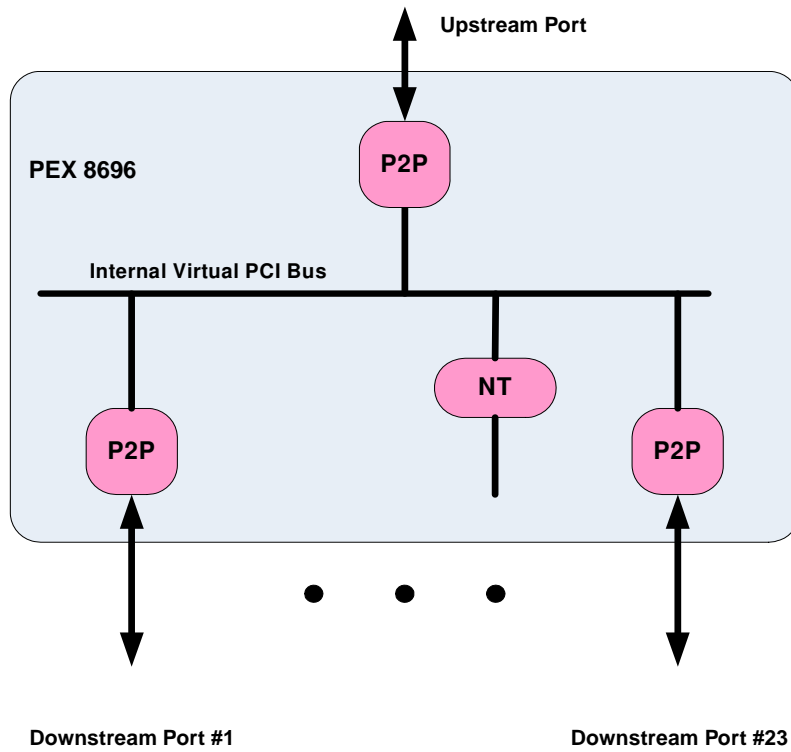 Upstream Port
P2P
PEX 8696
Internal Virtual PCI Bus
NT
P2P
P2P
Downstream Port #1
Downstream Port #23